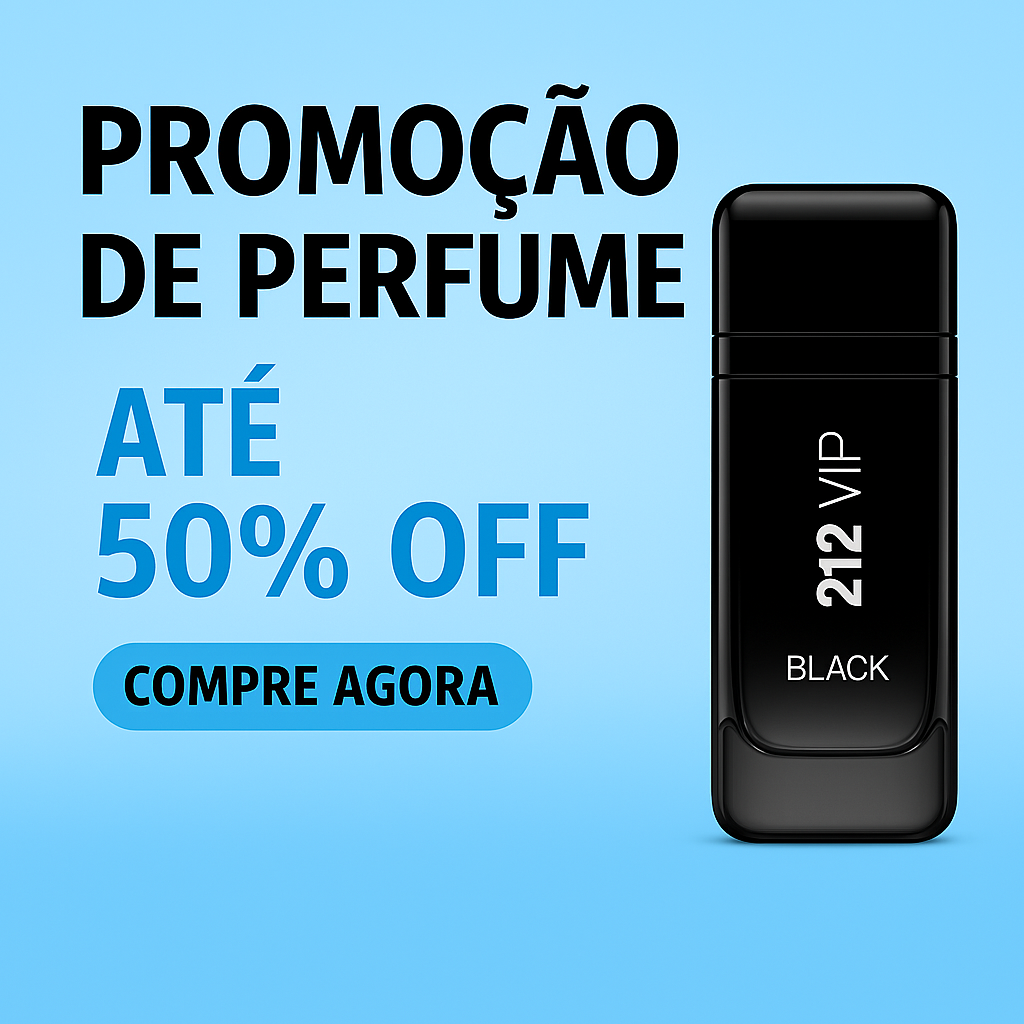 PROMOÇÃO
DE PERFUME
ATÉ
50% OFF
COMPRE AGORA
212 VIP
BLACK